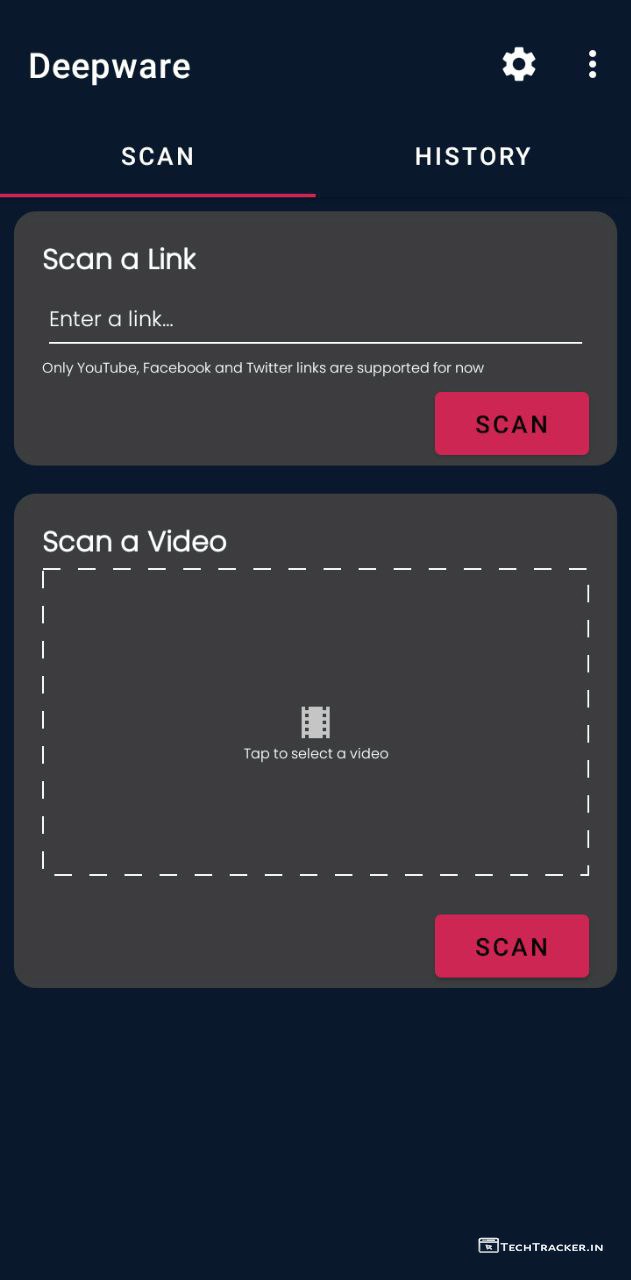 Deepware
SCAN
HISTORY
Scan a Link
Enter a link...
Only YouTube, Facebook and Twitter links are supported for now
SCAN
Scan a Video
Tap to select a video
SCAN
TECHTRACKER.IN